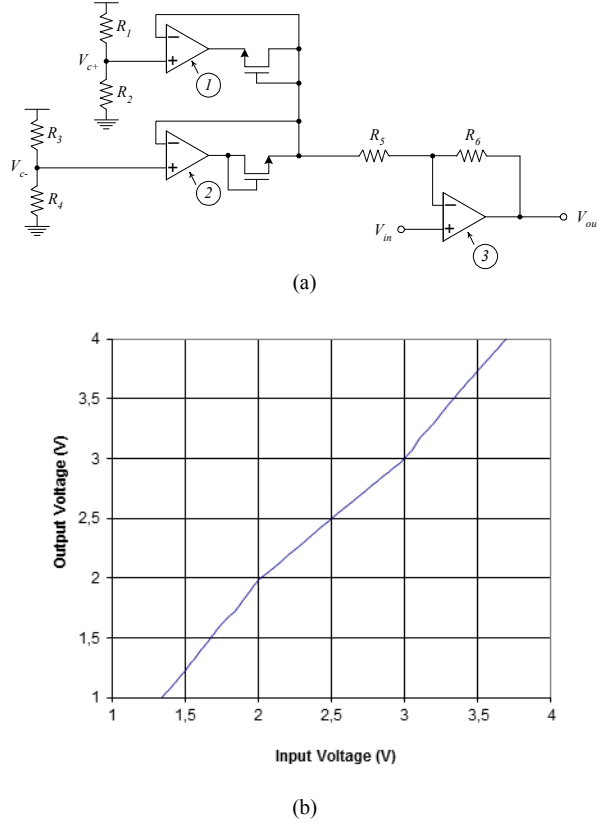 R1
Vc+
1
R2
R3
Vc-
2
R4
R5
R6
Vin
3
Vou
(a)
4
3,5
3
2,5
2
1,5
1
Output Voltage (V)
1 1,5 2 2,5 3 3,5 4
Input Voltage (V)
(b)